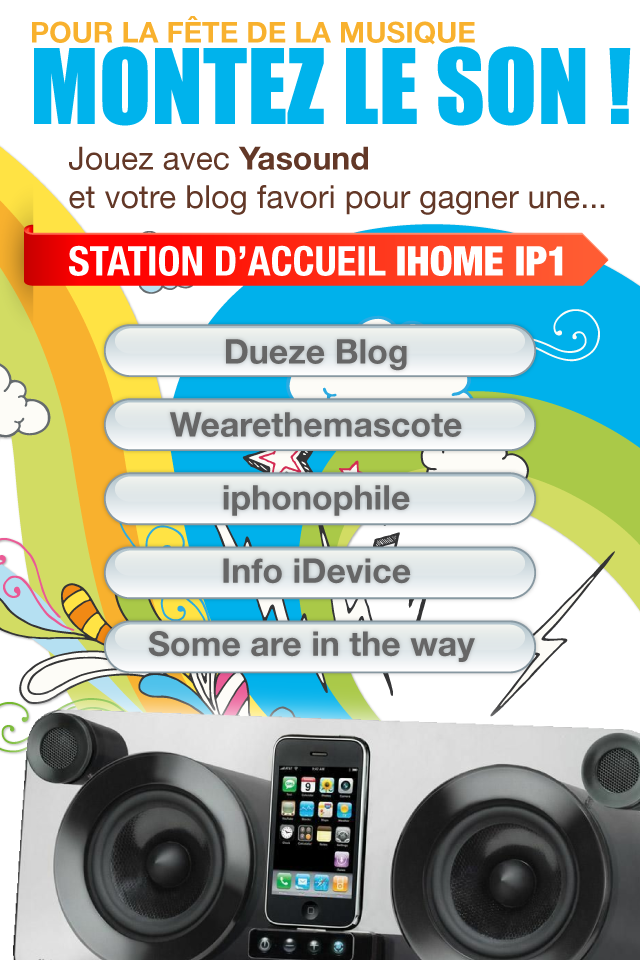 POUR LA FÊTE DE LA MUSIQUE
MONTEZ LE SON !
Jouez avec Yasound
et votre blog favori pour gagner une...
STATION D'ACCUEIL IHOME IP1
Dueze Blog
Wearethemascote
iphonophile
Info iDevice
Some are in the way